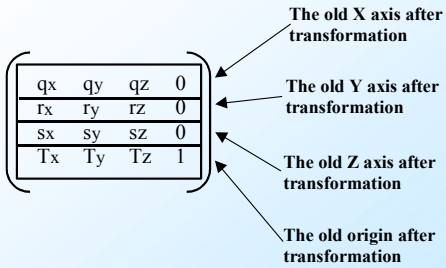 The old X axis after
transformation
qx qy qz 0
rx ry rz 0
sx sy sz 0
Tx Ty Tz 1
The old Y axis after
transformation
The old Z axis after
transformation
The old origin after
transformation